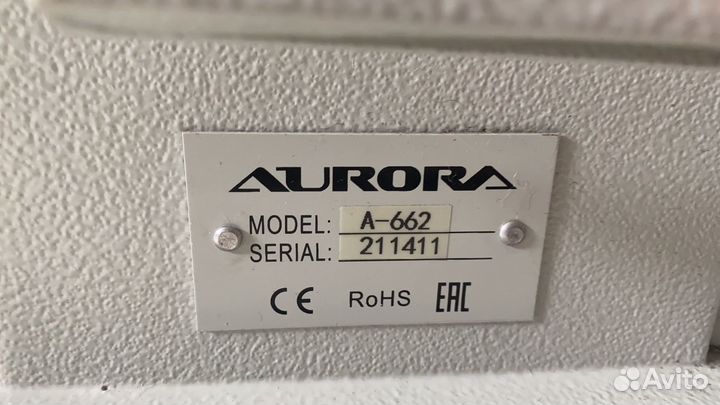 AURORA
MODEL: A-662
SERIAL: 211411
CE RoHS EAC
Avito